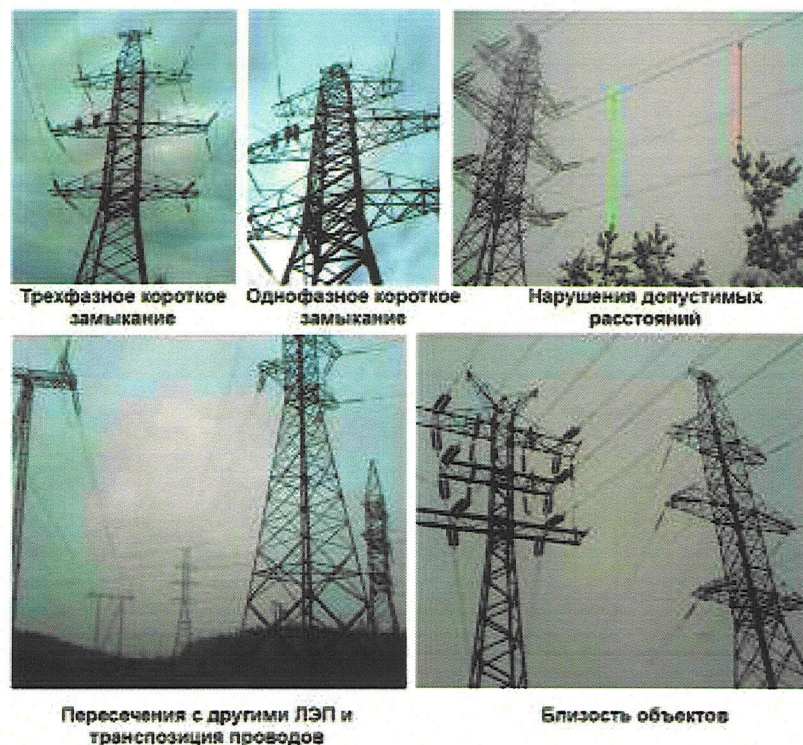 Трехфазное короткое
замыкание
Однофазное короткое
замыкание
Нарушения допустимых
расстояний
Пересечения с другими ЛЭП и
транспозиция проводов
Близость объектов